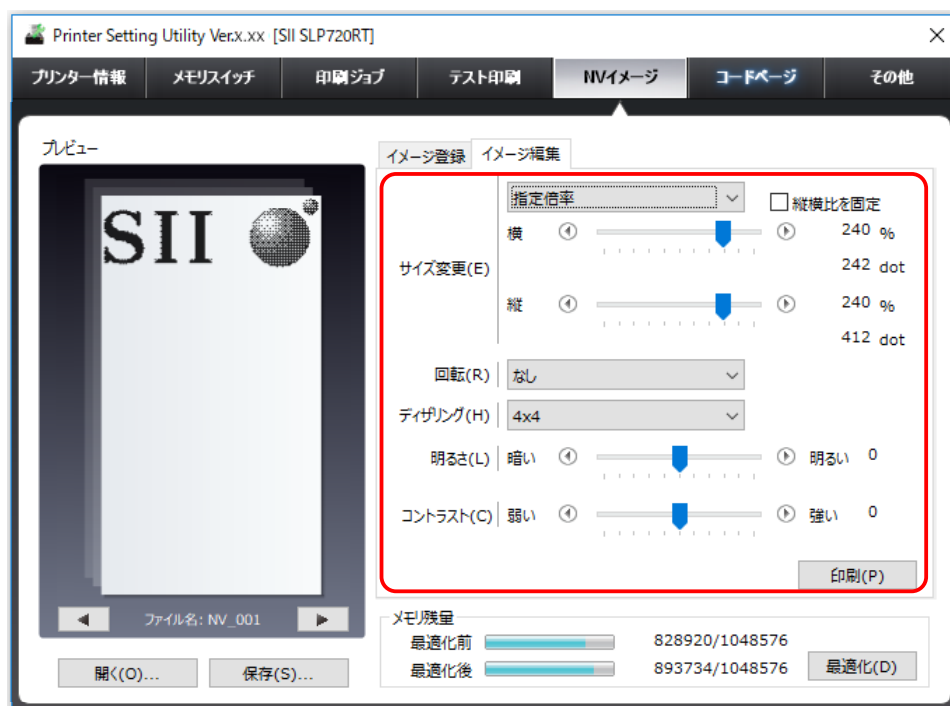 Printer Setting Utility Ver.x.xx [SII SLP720RT]
プリンター情報 メモリスイッチ 印刷ジョブ テスト印刷 NVイメージ コードページ その他
プレビュー
SII
ファイル名: NV_001
開く(O)... 保存(S)...
イメージ登録 イメージ編集
サイズ変更(E)
指定倍率
縦横比を固定
横 240 %
242 dot
縦 240 %
412 dot
回転(R) なし
ディザリング(H) 4x4
明るさ(L) 暗い 明るい 0
コントラスト(C) 弱い 強い 0
印刷(P)
メモリ残量
最適化前 828920/1048576
最適化後 893734/1048576
最適化(D)